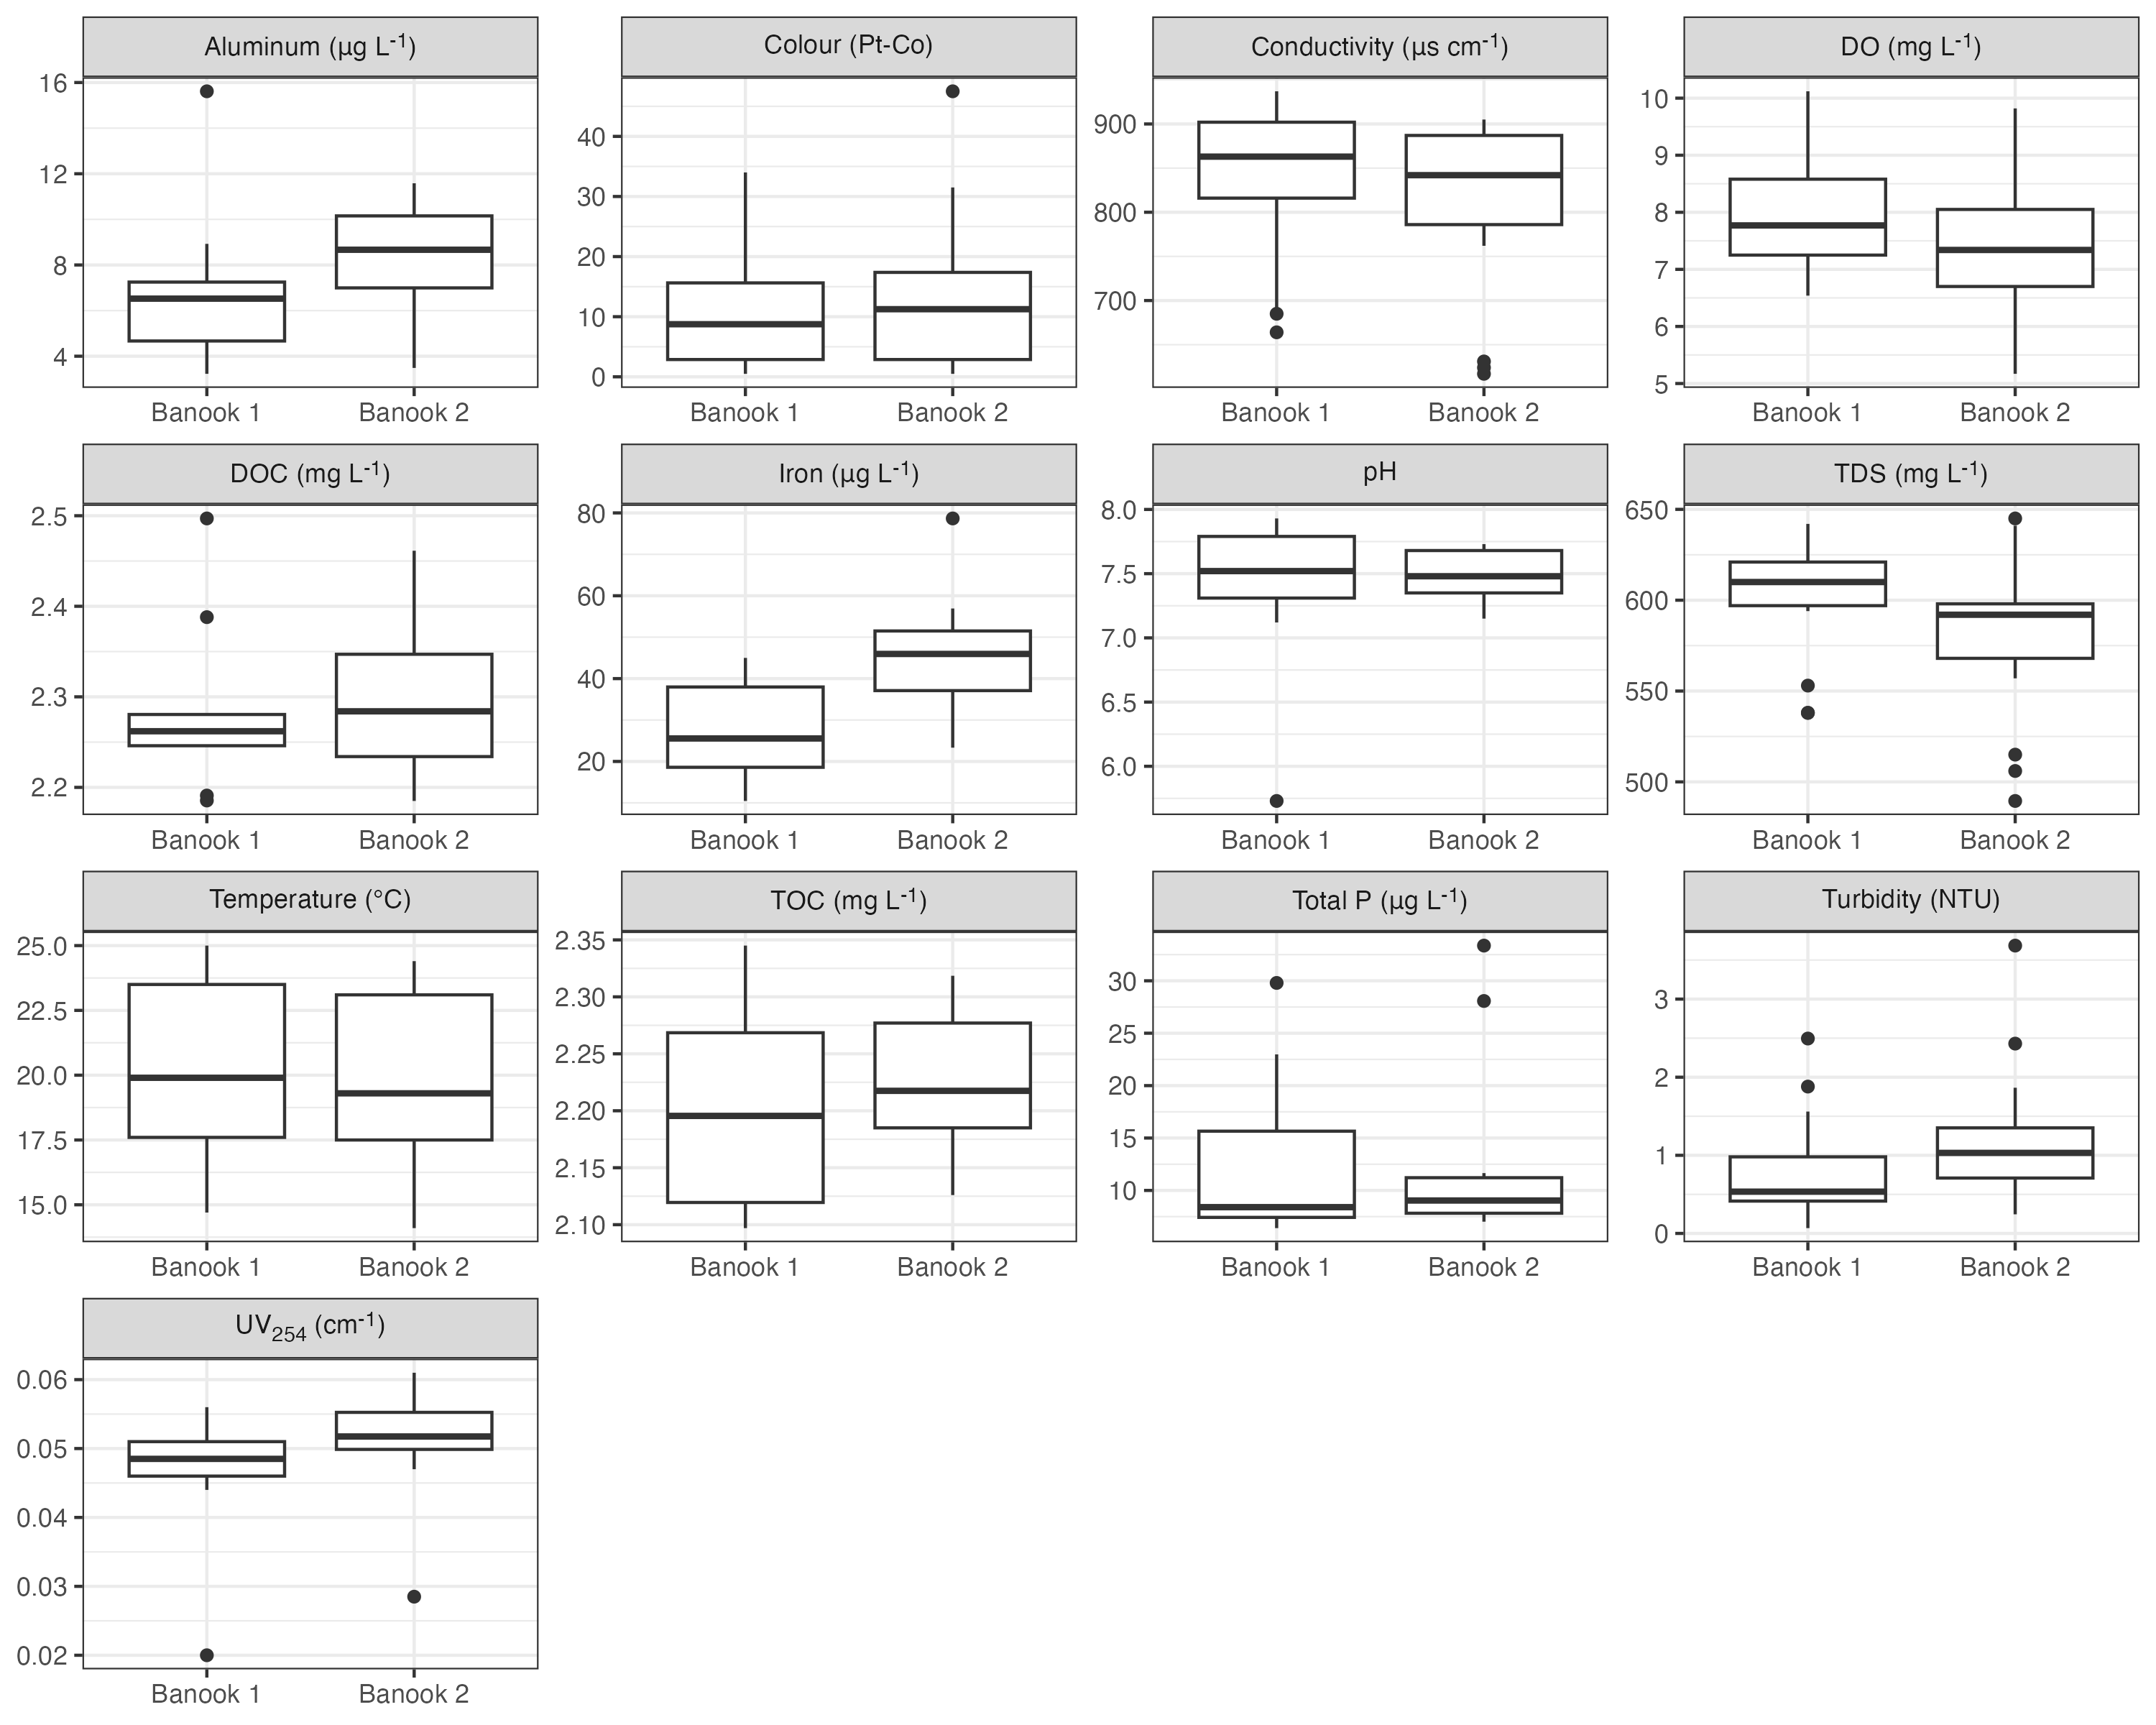 Aluminum (µg L⁻¹)
16
12
8
4
Banook 1 Banook 2
Colour (Pt-Co)
40
30
20
10
0
Banook 1 Banook 2
Conductivity (µs cm⁻¹)
900
800
700
Banook 1 Banook 2
DO (mg L⁻¹)
10
9
8
7
6
5
Banook 1 Banook 2
DOC (mg L⁻¹)
2.5
2.4
2.3
2.2
Banook 1 Banook 2
Iron (µg L⁻¹)
80
60
40
20
Banook 1 Banook 2
pH
8.0
7.5
7.0
6.5
6.0
Banook 1 Banook 2
TDS (mg L⁻¹)
650
600
550
500
Banook 1 Banook 2
Temperature (°C)
25.0
22.5
20.0
17.5
15.0
Banook 1 Banook 2
TOC (mg L⁻¹)
2.35
2.30
2.25
2.20
2.15
2.10
Banook 1 Banook 2
Total P (µg L⁻¹)
30
25
20
15
10
Banook 1 Banook 2
Turbidity (NTU)
3
2
1
0
Banook 1 Banook 2
UV₂₅₄ (cm⁻¹)
0.06
0.05
0.04
0.03
0.02
Banook 1 Banook 2